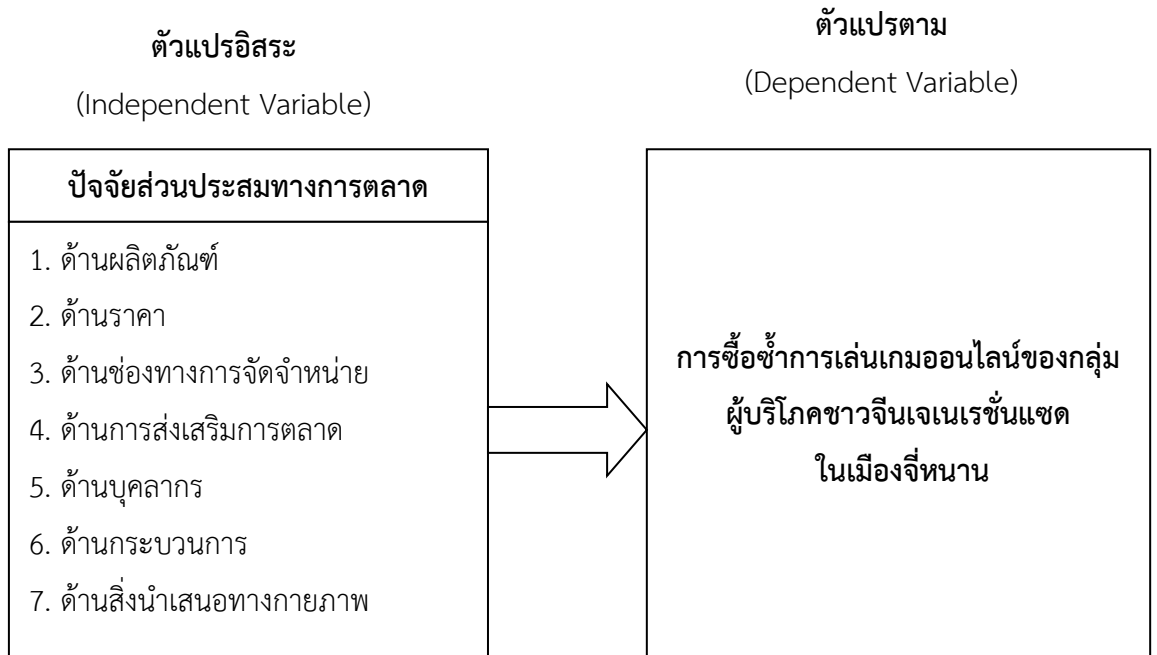 ตัวแปรอิสระ
(Independent Variable)
ตัวแปรตาม
(Dependent Variable)
ปัจจัยส่วนประสมทางการตลาด
1. ด้านผลิตภัณฑ์
2. ด้านราคา
3. ด้านช่องทางการจัดจำหน่าย
4. ด้านการส่งเสริมการตลาด
5. ด้านบุคลากร
6. ด้านกระบวนการ
7. ด้านสิ่งนำเสนอทางกายภาพ
การซื้อซ้ำการเล่นเกมออนไลน์ของกลุ่ม
ผู้บริโภคชาวจีนเจเนเรชั่นแซด
ในเมืองจี่หนาน